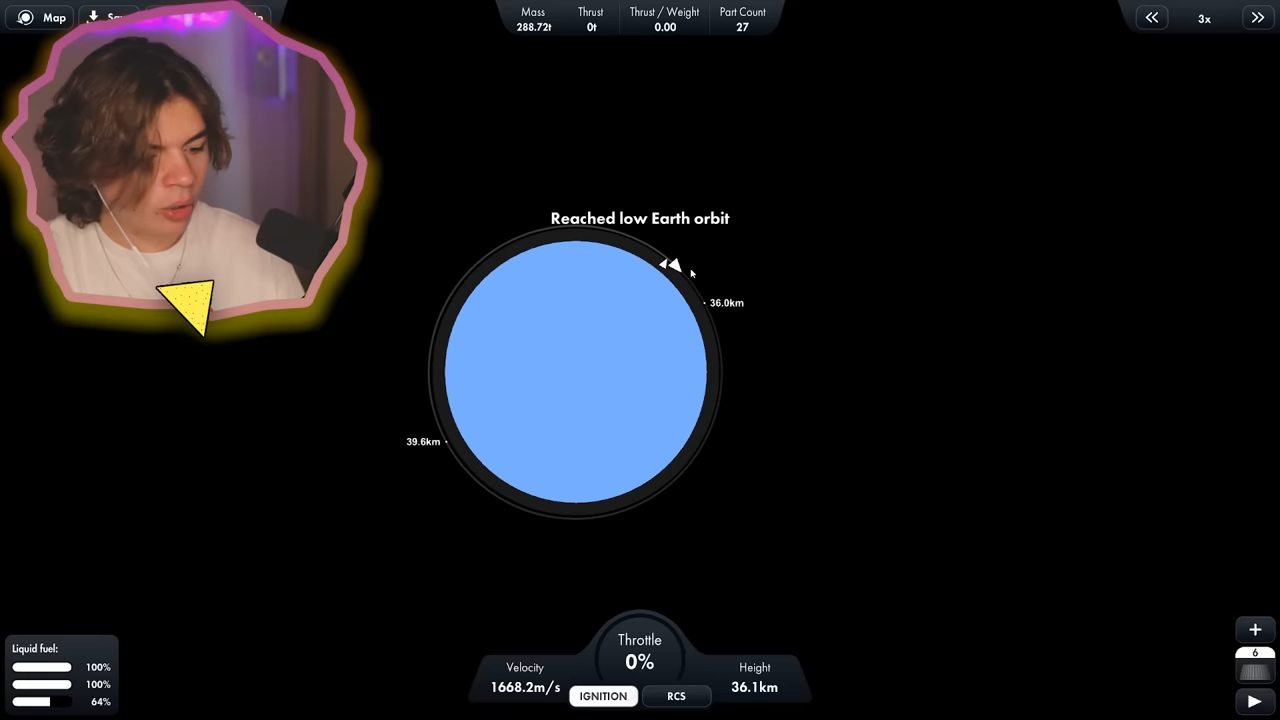 Map
Mass
288.72t
Thrust
0t
Thrust / Weight
0.00
Part Count
27
3x
Reached low Earth orbit
36.0km
39.6km
Liquid fuel:
100%
100%
64%
Throttle
0%
Velocity
1668.2m/s
Height
36.1km
IGNITION
RCS
6